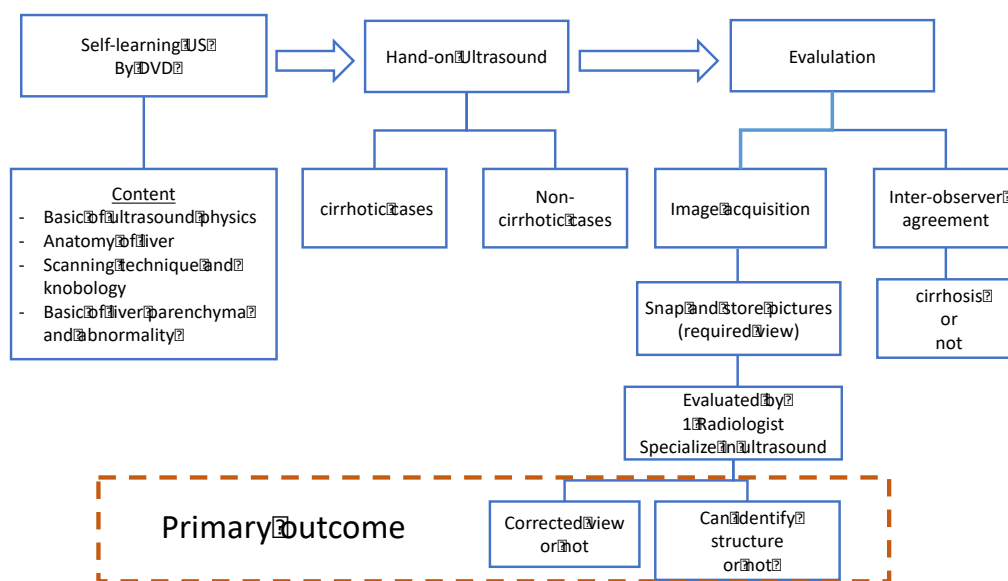 Self-learning US
By DVD
Hand-on Ultrasound
Evalulation
Content
- Basic of ultrasound physics
- Anatomy of liver
- Scanning technique and
knobology
- Basic of liver parenchyma
and abnormality
cirrhotic cases
Non-
cirrhotic cases
Image acquisition
Inter-observer
agreement
Snap and store pictures
(required view)
cirrhosis
or
not
Evaluated by
1 Radiologist
Specialize in ultrasound
Primary outcome
Corrected view
or not
Can identify
structure
or not